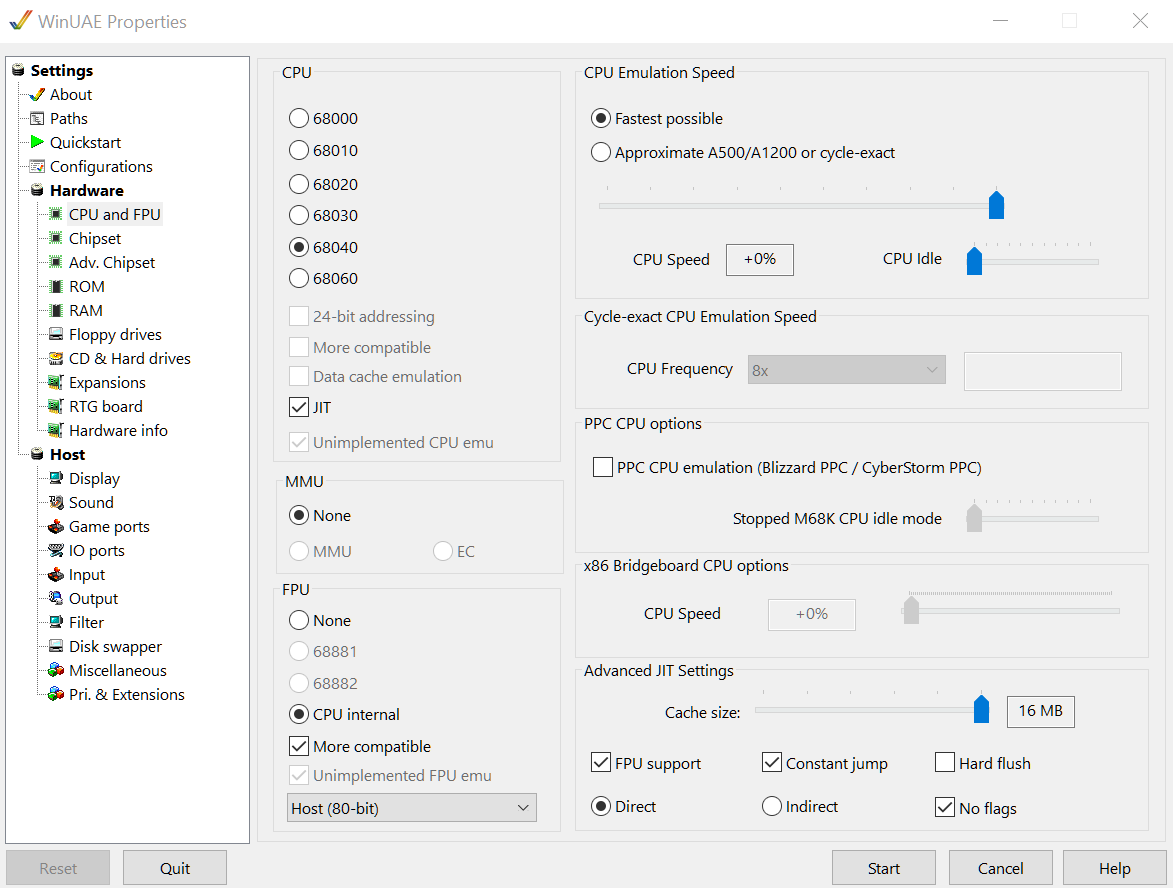 WinUAE Properties
Settings
About
Paths
Quickstart
Configurations
Hardware
CPU and FPU
Chipset
Adv. Chipset
ROM
RAM
Floppy drives
CD & Hard drives
Expansions
RTG board
Hardware info
Host
Display
Sound
Game ports
IO ports
Input
Output
Filter
Disk swapper
Miscellaneous
Pri. & Extensions
CPU
68000
68010
68020
68030
68040
68060
24-bit addressing
More compatible
Data cache emulation
JIT
Unimplemented CPU emu
MMU
None
MMU EC
FPU
None
68881
68882
CPU internal
More compatible
Unimplemented FPU emu
Host (80-bit)
CPU Emulation Speed
Fastest possible
Approximate A500/A1200 or cycle-exact
CPU Speed +0% CPU Idle
Cycle-exact CPU Emulation Speed
CPU Frequency 8x
PPC CPU options
PPC CPU emulation (Blizzard PPC / CyberStorm PPC)
Stopped M68K CPU idle mode
x86 Bridgeboard CPU options
CPU Speed +0%
Advanced JIT Settings
Cache size: 16 MB
FPU support Constant jump Hard flush
Direct Indirect No flags
Reset Quit Start Cancel Help